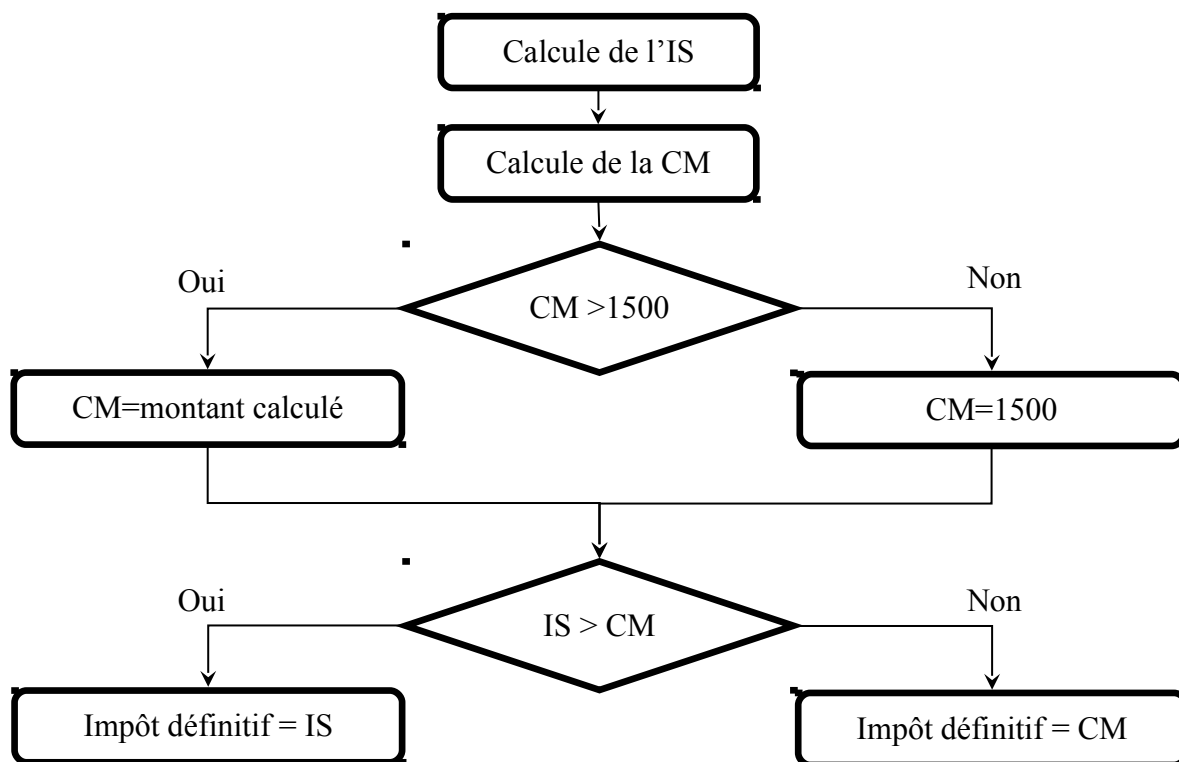 Calcule de l’IS
Calcule de la CM
Oui
Non
CM >1500
CM=montant calculé
CM=1500
Oui
Non
IS > CM
Impôt définitif = IS
Impôt définitif = CM